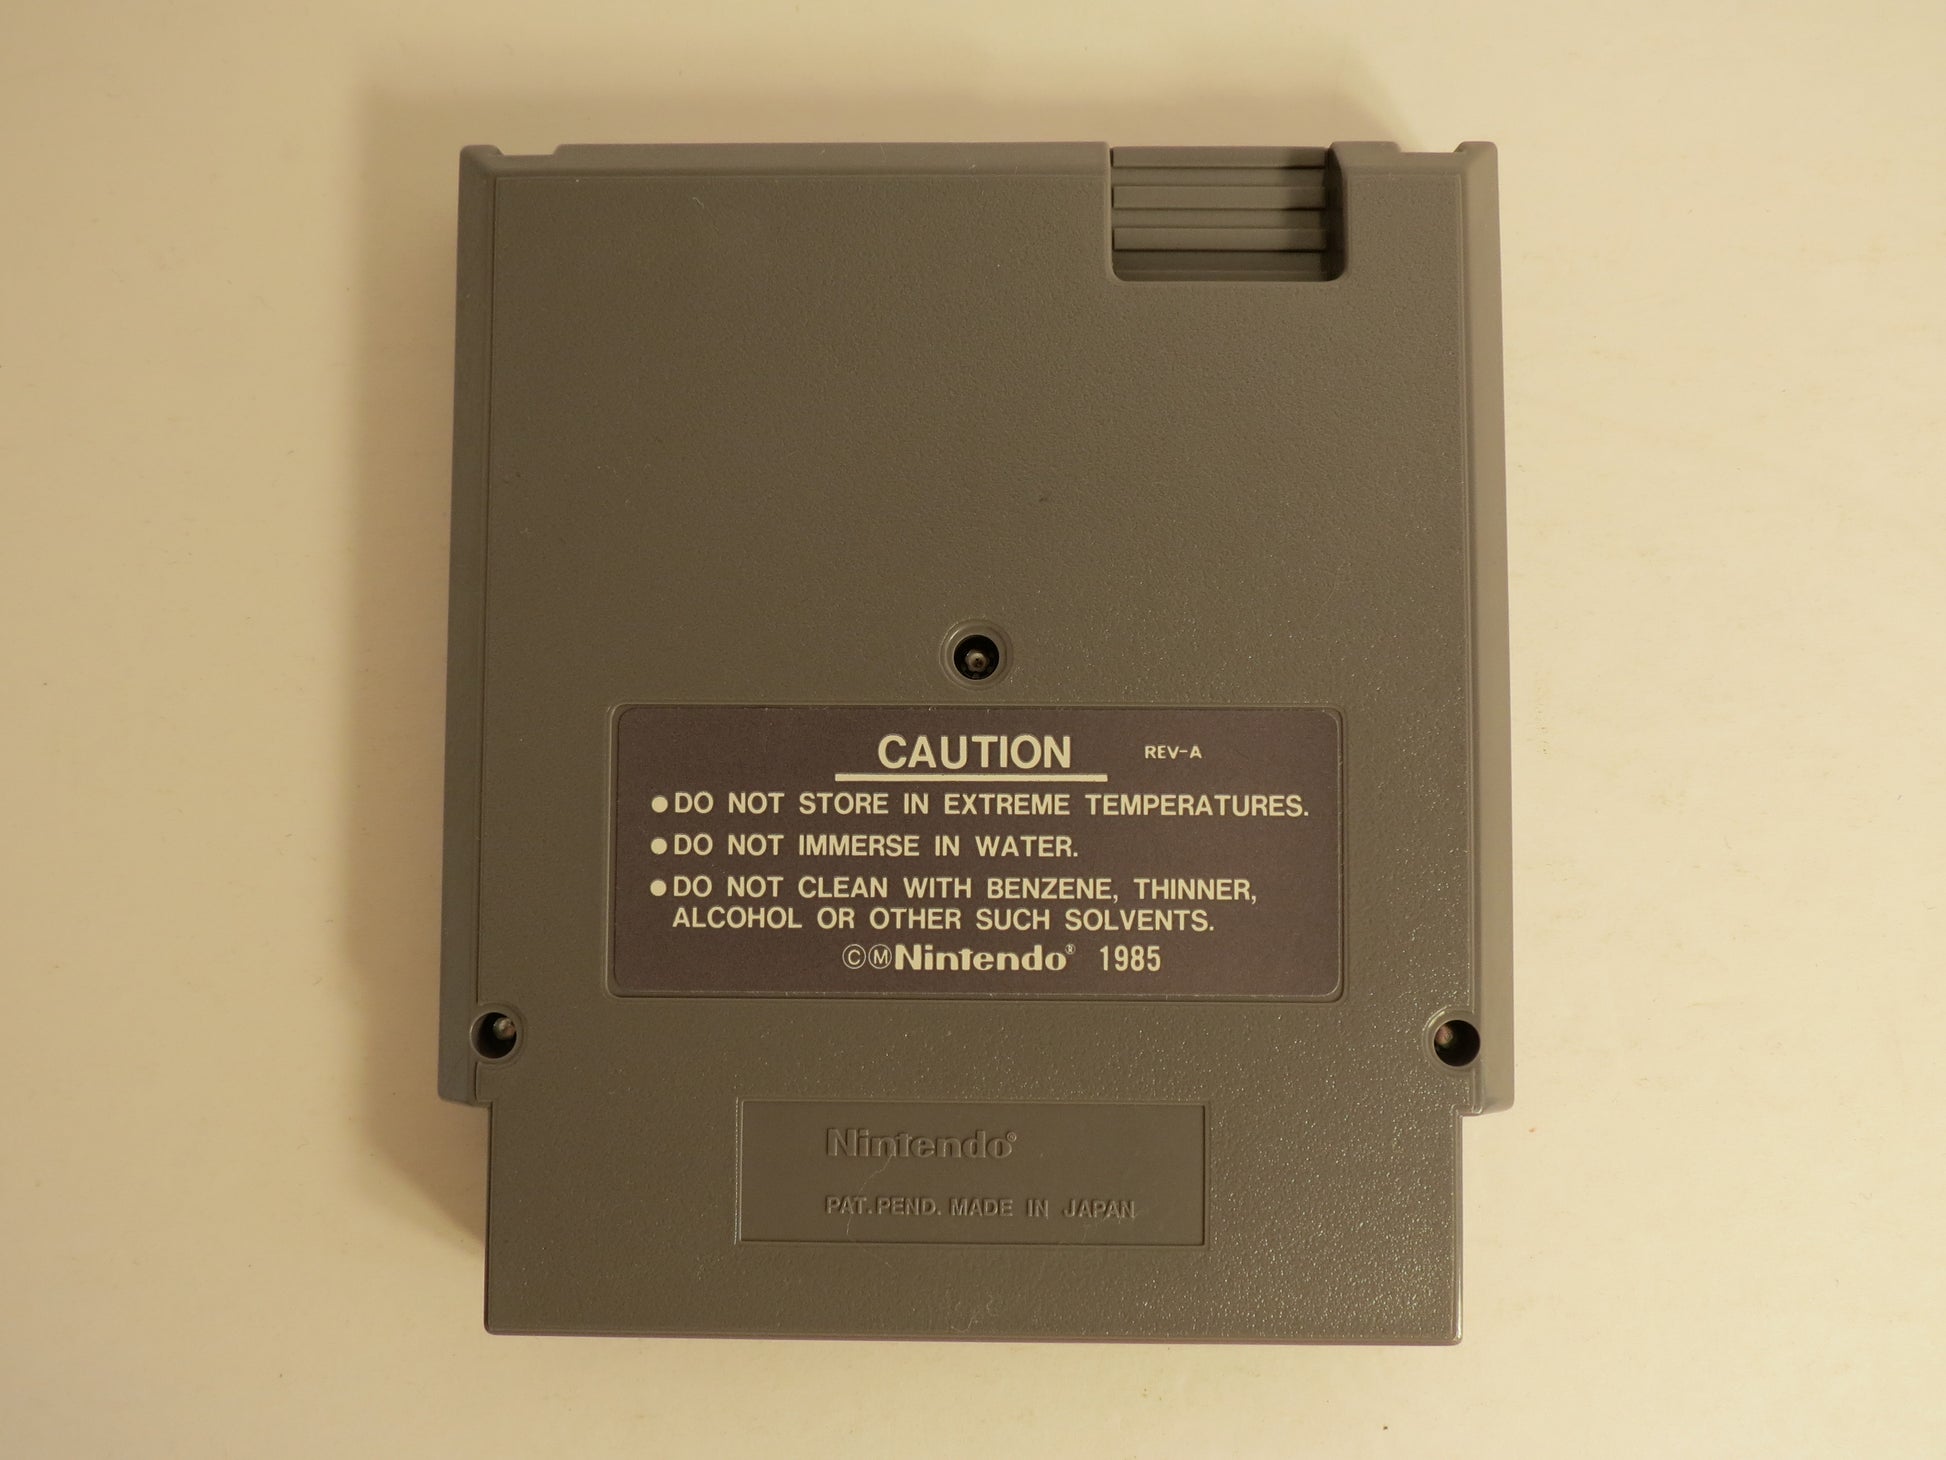 CAUTION REV-A
●DO NOT STORE IN EXTREME TEMPERATURES.
●DO NOT IMMERSE IN WATER.
●DO NOT CLEAN WITH BENZENE, THINNER,
ALCOHOL OR OTHER SUCH SOLVENTS.
ⒸⓂNintendo® 1985
Nintendo®
PAT. PEND. MADE IN JAPAN